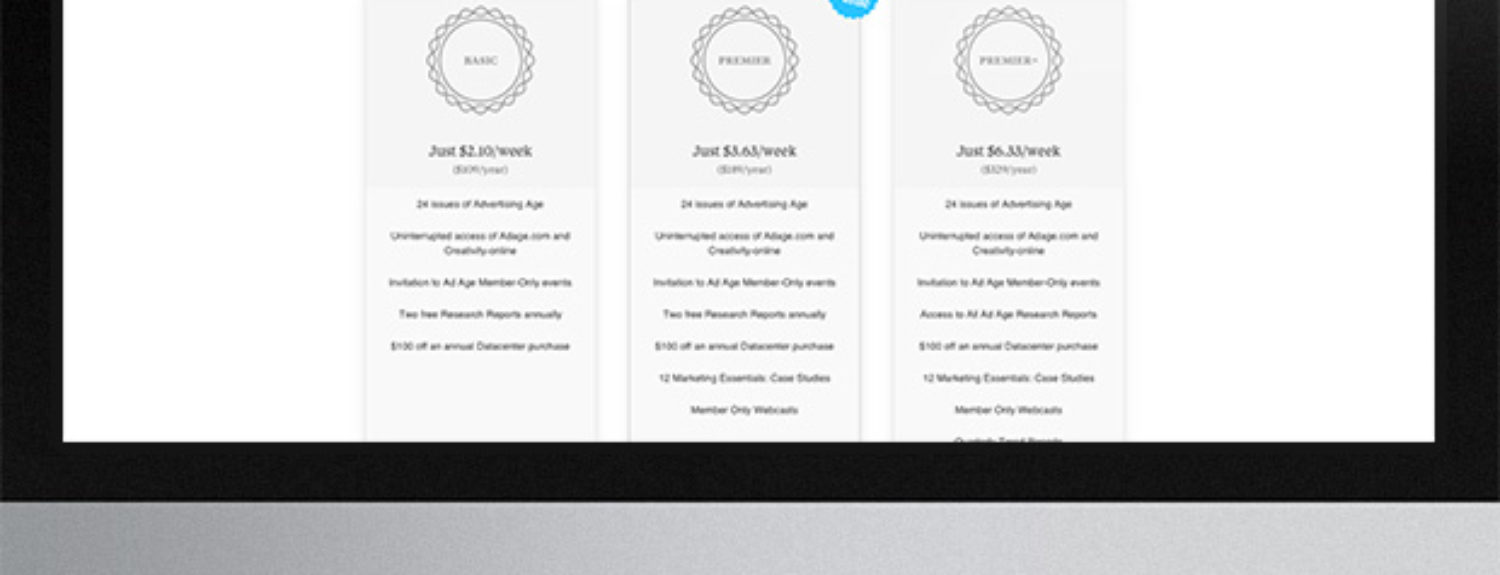 BASIC
Just $2.10/week
($109/year)
24 issues of Advertising Age
Uninterrupted access of Adage.com and
Creativity-online
Invitation to Ad Age Member-Only events
Two free Research Reports annually
$100 off an annual Datacenter purchase
PREMIER
Just $3.63/week
($189/year)
24 issues of Advertising Age
Uninterrupted access of Adage.com and
Creativity-online
Invitation to Ad Age Member-Only events
Two free Research Reports annually
$100 off an annual Datacenter purchase
12 Marketing Essentials: Case Studies
Member Only Webcasts
PREMIER+
Just $6.33/week
($329/year)
24 issues of Advertising Age
Uninterrupted access of Adage.com and
Creativity-online
Invitation to Ad Age Member-Only events
Access to All Ad Age Research Reports
$100 off an annual Datacenter purchase
12 Marketing Essentials: Case Studies
Member Only Webcasts